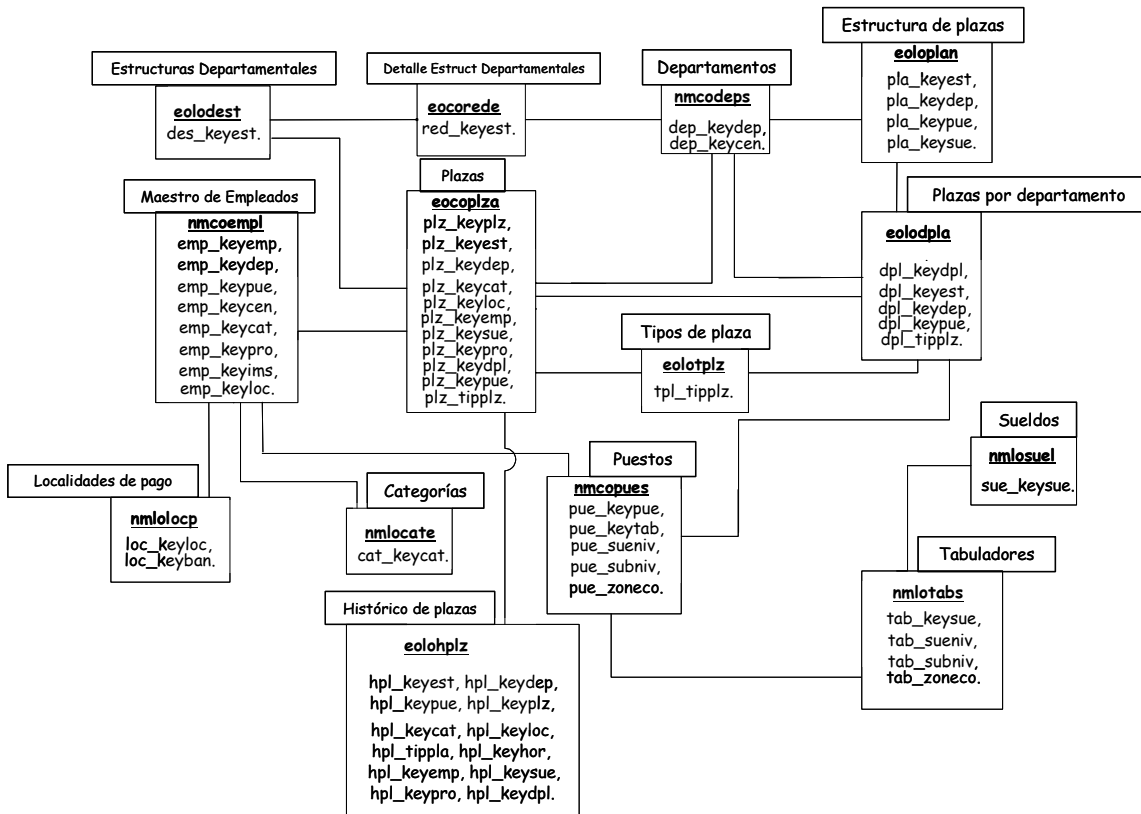 Estructura de plazas
eoloplan
pla_keyest,
pla_keydep,
pla_keypue,
pla_keysue.
Estructuras Departamentales
eolodest
des_keyest.
Detalle Estruct Departamentales
eocorede
red_keyest.
Departamentos
nmcodeps
dep_keydep,
dep_keycen.
Maestro de Empleados
nmcoempl
emp_keyemp,
emp_keydep,
emp_keypue,
emp_keycen,
emp_keycat,
emp_keypro,
emp_keyims,
emp_keyloc.
Plazas
eocoplza
plz_keyplz,
plz_keyest,
plz_keydep,
plz_keycat,
plz_keyloc,
plz_keyemp,
plz_keysue,
plz_keypro,
plz_keydpl,
plz_keypue,
plz_tipplz.
Plazas por departamento
eolodpla
.
dpl_keydpl,
dpl_keyest,
dpl_keydep,
dpl_keypue,
dpl_tipplz.
Tipos de plaza
eolotplz
tpl_tipplz.
Sueldos
nmlosuel
sue_keysue.
Localidades de pago
nmlolocp
loc_keyloc,
loc_keyban.
Categorías
nmlocate
cat_keycat.
Puestos
nmcopues
pue_keypue,
pue_keytab,
pue_sueniv,
pue_subniv,
pue_zoneco.
Tabuladores
nmlotabs
tab_keysue,
tab_sueniv,
tab_subniv,
tab_zoneco.
Histórico de plazas
eolohplz
hpl_keyest, hpl_keydep,
hpl_keypue, hpl_keyplz,
hpl_keycat, hpl_keyloc,
hpl_tippla, hpl_keyhor,
hpl_keyemp, hpl_keysue,
hpl_keypro, hpl_keydpl.